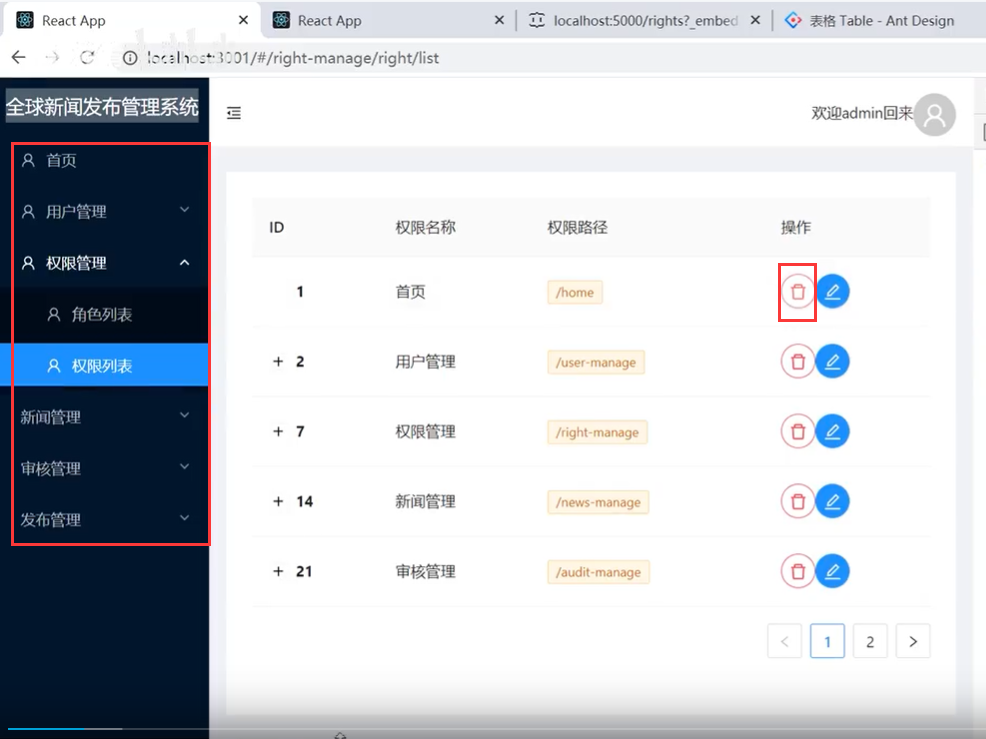 React App
React App
localhost:5000/rights?_embed
表格 Table - Ant Design
localhost:3001/#/right-manage/right/list
全球新闻发布管理系统
欢迎admin回来
首页
用户管理
权限管理
角色列表
权限列表
新闻管理
审核管理
发布管理
ID 权限名称 权限路径 操作
1 首页 /home
+ 2 用户管理 /user-manage
+ 7 权限管理 /right-manage
+ 14 新闻管理 /news-manage
+ 21 审核管理 /audit-manage
< 1 2 >